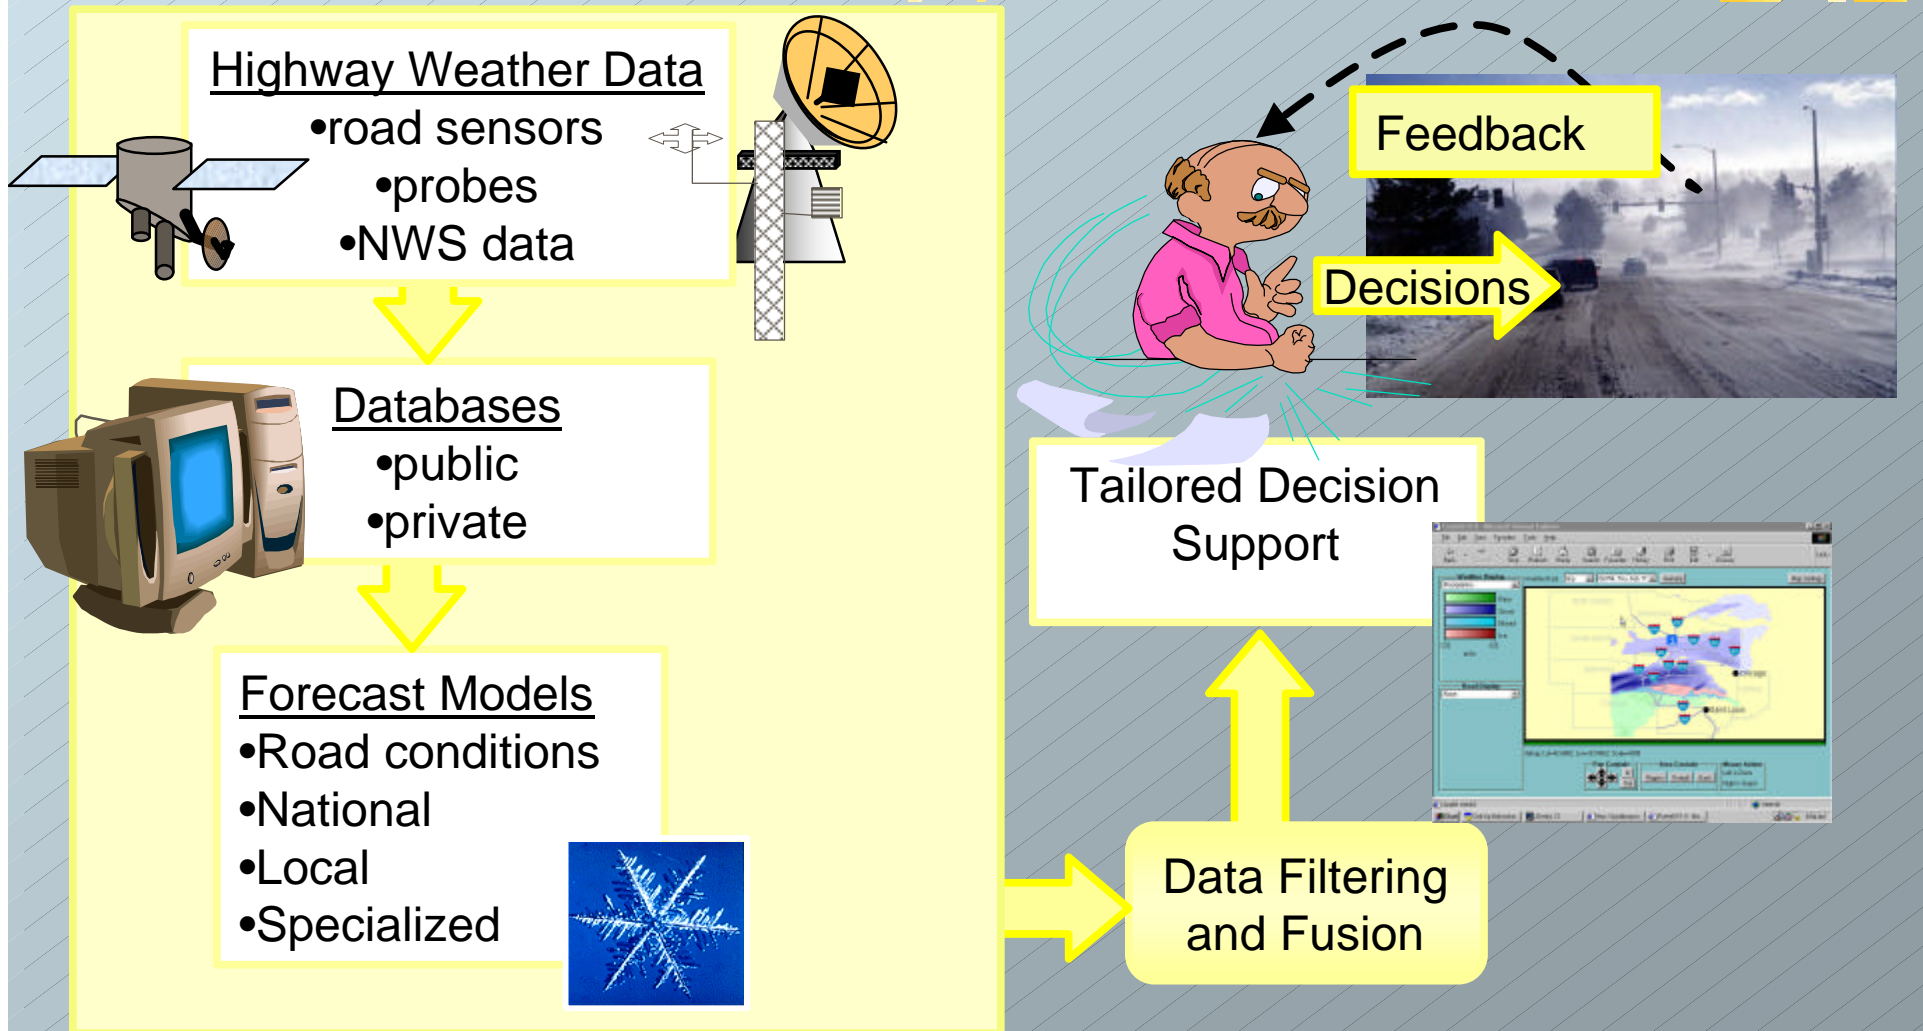 Highway Weather Data
•road sensors
•probes
•NWS data
Databases
•public
•private
Forecast Models
•Road conditions
•National
•Local
•Specialized
Feedback
Decisions
Tailored Decision
Support
Data Filtering
and Fusion